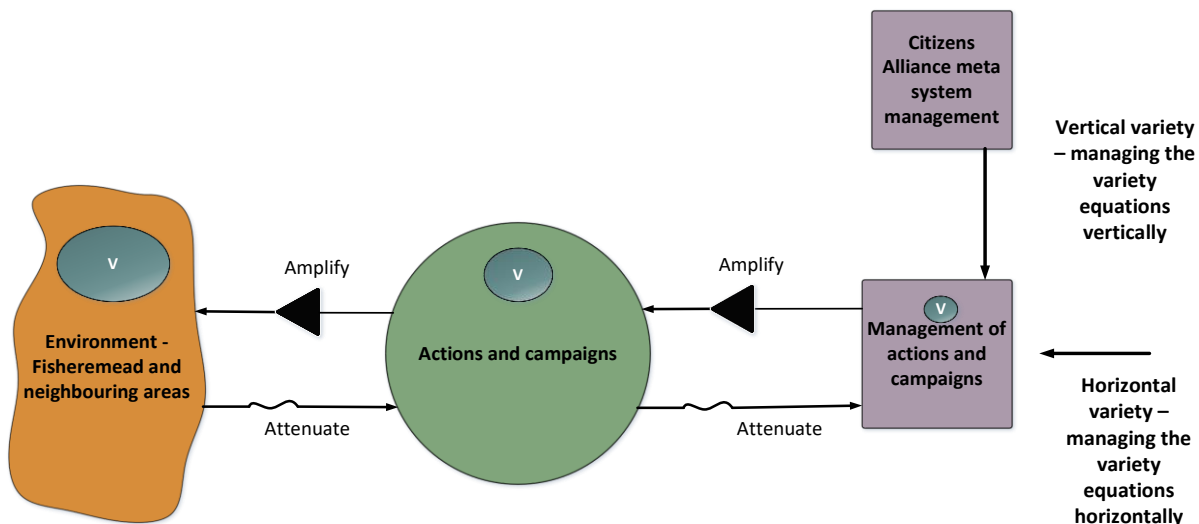 Citizens
Alliance meta
system
management
Vertical variety
– managing the
variety
equations
vertically
V
V
Amplify
Amplify
V
Environment -
Fisheremead and
neighbouring areas
Actions and campaigns
Management of
actions and
campaigns
Attenuate
Attenuate
Horizontal
variety –
managing the
variety
equations
horizontally